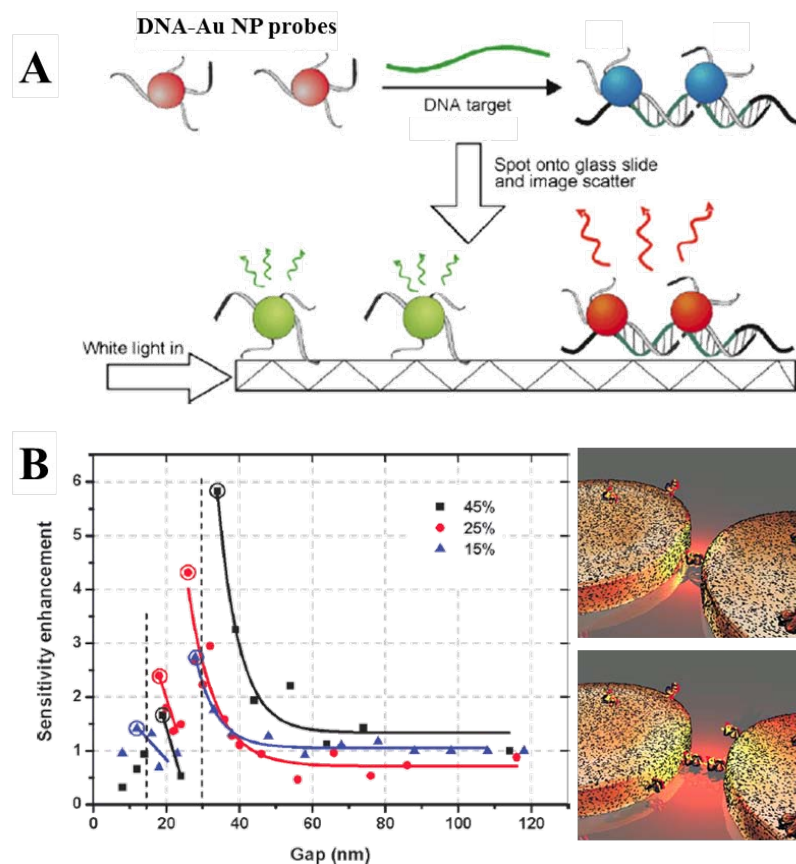 A
DNA-Au NP probes
DNA target
Spot onto glass slide
and image scatter
White light in
B
6
5
4
3
2
1
0
0 20 40 60 80 100 120
45%
25%
15%
Sensitivity enhancement
Gap (nm)